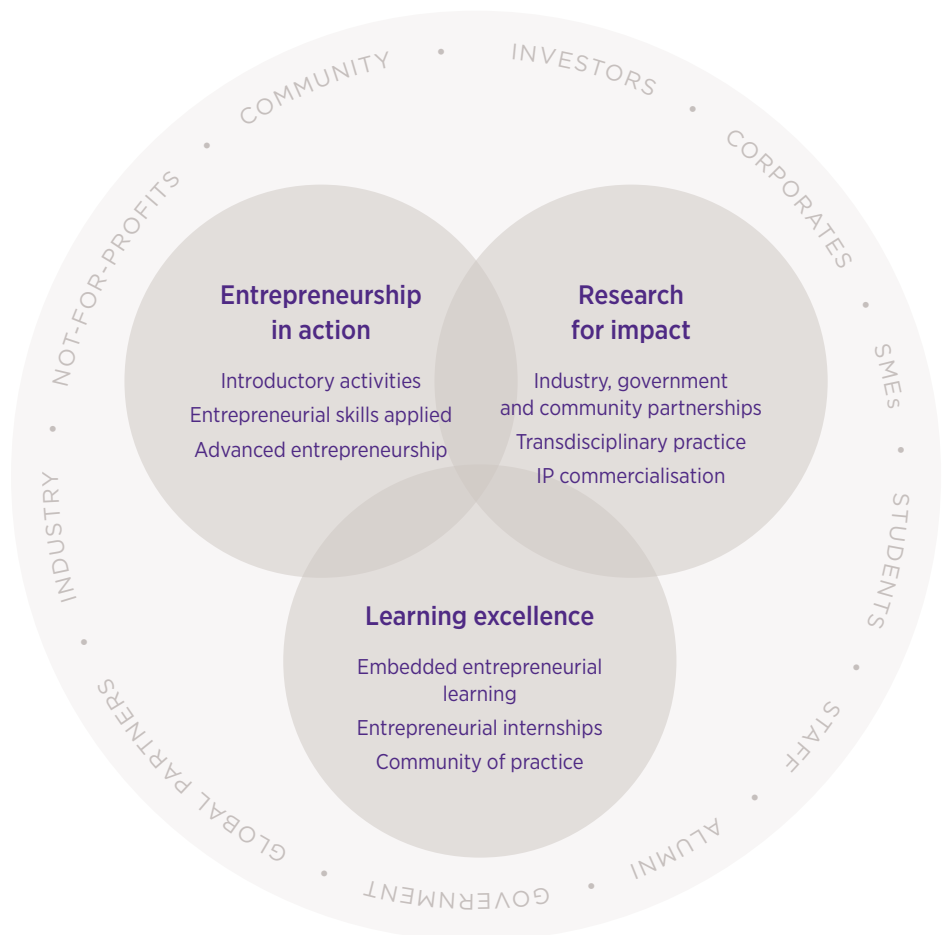 COMMUNITY
•
INVESTORS
•
CORPORATES
•
SMEs
•
STUDENTS
•
STAFF
•
ALUMNI
•
GOVERNMENT
•
GLOBAL PARTNERS
•
INDUSTRY
•
NOT-FOR-PROFITS
•
Entrepreneurship
in action
Introductory activities
Entrepreneurial skills applied
Advanced entrepreneurship
Research
for impact
Industry, government
and community partnerships
Transdisciplinary practice
IP commercialisation
Learning excellence
Embedded entrepreneurial
learning
Entrepreneurial internships
Community of practice